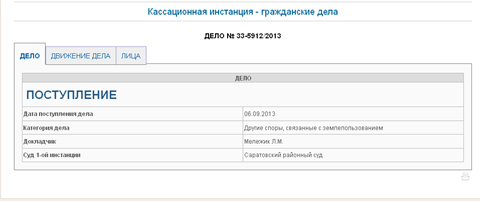 Кассационная инстанция - гражданские дела
ДЕЛО № 33-5912/2013
ДЕЛО ДВИЖЕНИЕ ДЕЛА ЛИЦА
ДЕЛО
ПОСТУПЛЕНИЕ
Дата поступления дела 06.09.2013
Категория дела Другие споры, связанные с землепользованием
Докладчик Мележик Л.М.
Суд 1-ой инстанции Саратовский районный суд